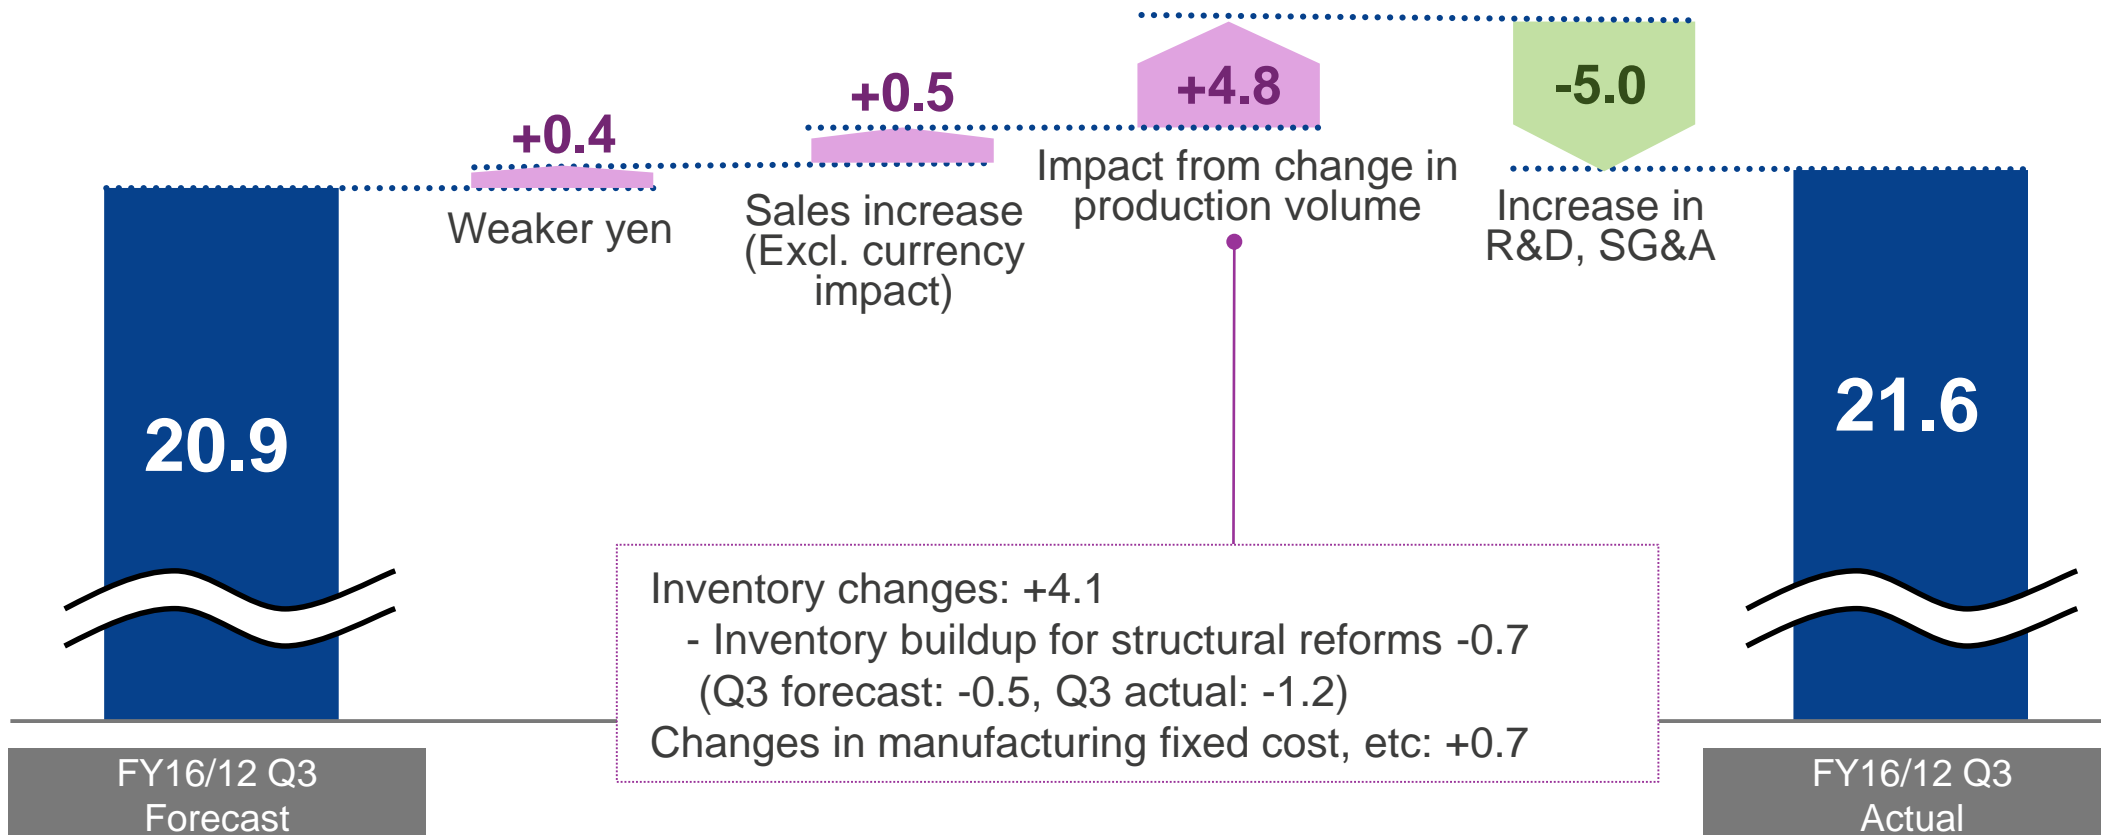 +0.4
+0.5
+4.8
-5.0
Weaker yen
Sales increase
(Excl. currency
impact)
Impact from change in
production volume
Increase in
R&D, SG&A
20.9
21.6
Inventory changes: +4.1
- Inventory buildup for structural reforms -0.7
(Q3 forecast: -0.5, Q3 actual: -1.2)
Changes in manufacturing fixed cost, etc: +0.7
FY16/12 Q3
Forecast
FY16/12 Q3
Actual